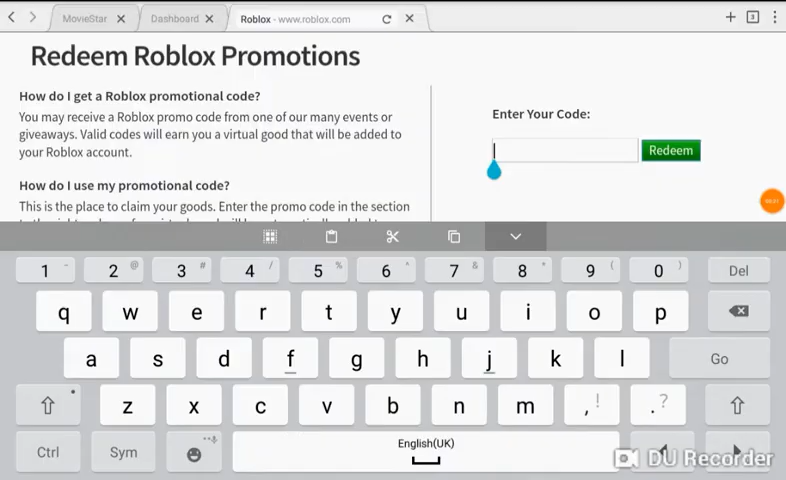 MovieStar
Dashboard
Roblox - www.roblox.com
3
Redeem Roblox Promotions
How do I get a Roblox promotional code?
You may receive a Roblox promo code from one of our many events or
giveaways. Valid codes will earn you a virtual good that will be added to
your Roblox account.
How do I use my promotional code?
This is the place to claim your goods. Enter the promo code in the section
Enter Your Code:
Redeem
1 - 2 @ 3 # 4 / 5 % 6 ^ 7 & 8 * 9 ( 0 ) Del
q w e r t y u i o p
a s d f g h j k l Go
z x c v b n m , ! . ?
Ctrl Sym English(UK)
DU Recorder